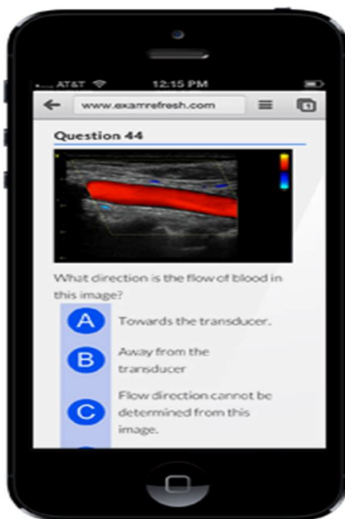 AT&T 12:15 PM
www.examrefresh.com
Question 44
What direction is the flow of blood in
this image?
A Towards the transducer.
B Away from the
transducer
C Flow direction cannot be
determined from this
image.